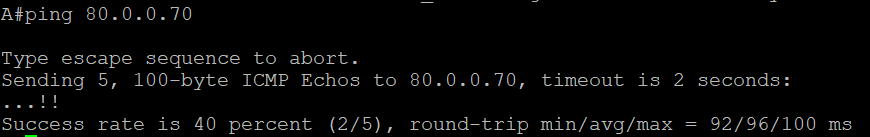 A#ping 80.0.0.70
Type escape sequence to abort.
Sending 5, 100-byte ICMP Echos to 80.0.0.70, timeout is 2 seconds:
...!!
Success rate is 40 percent (2/5), round-trip min/avg/max = 92/96/100 ms